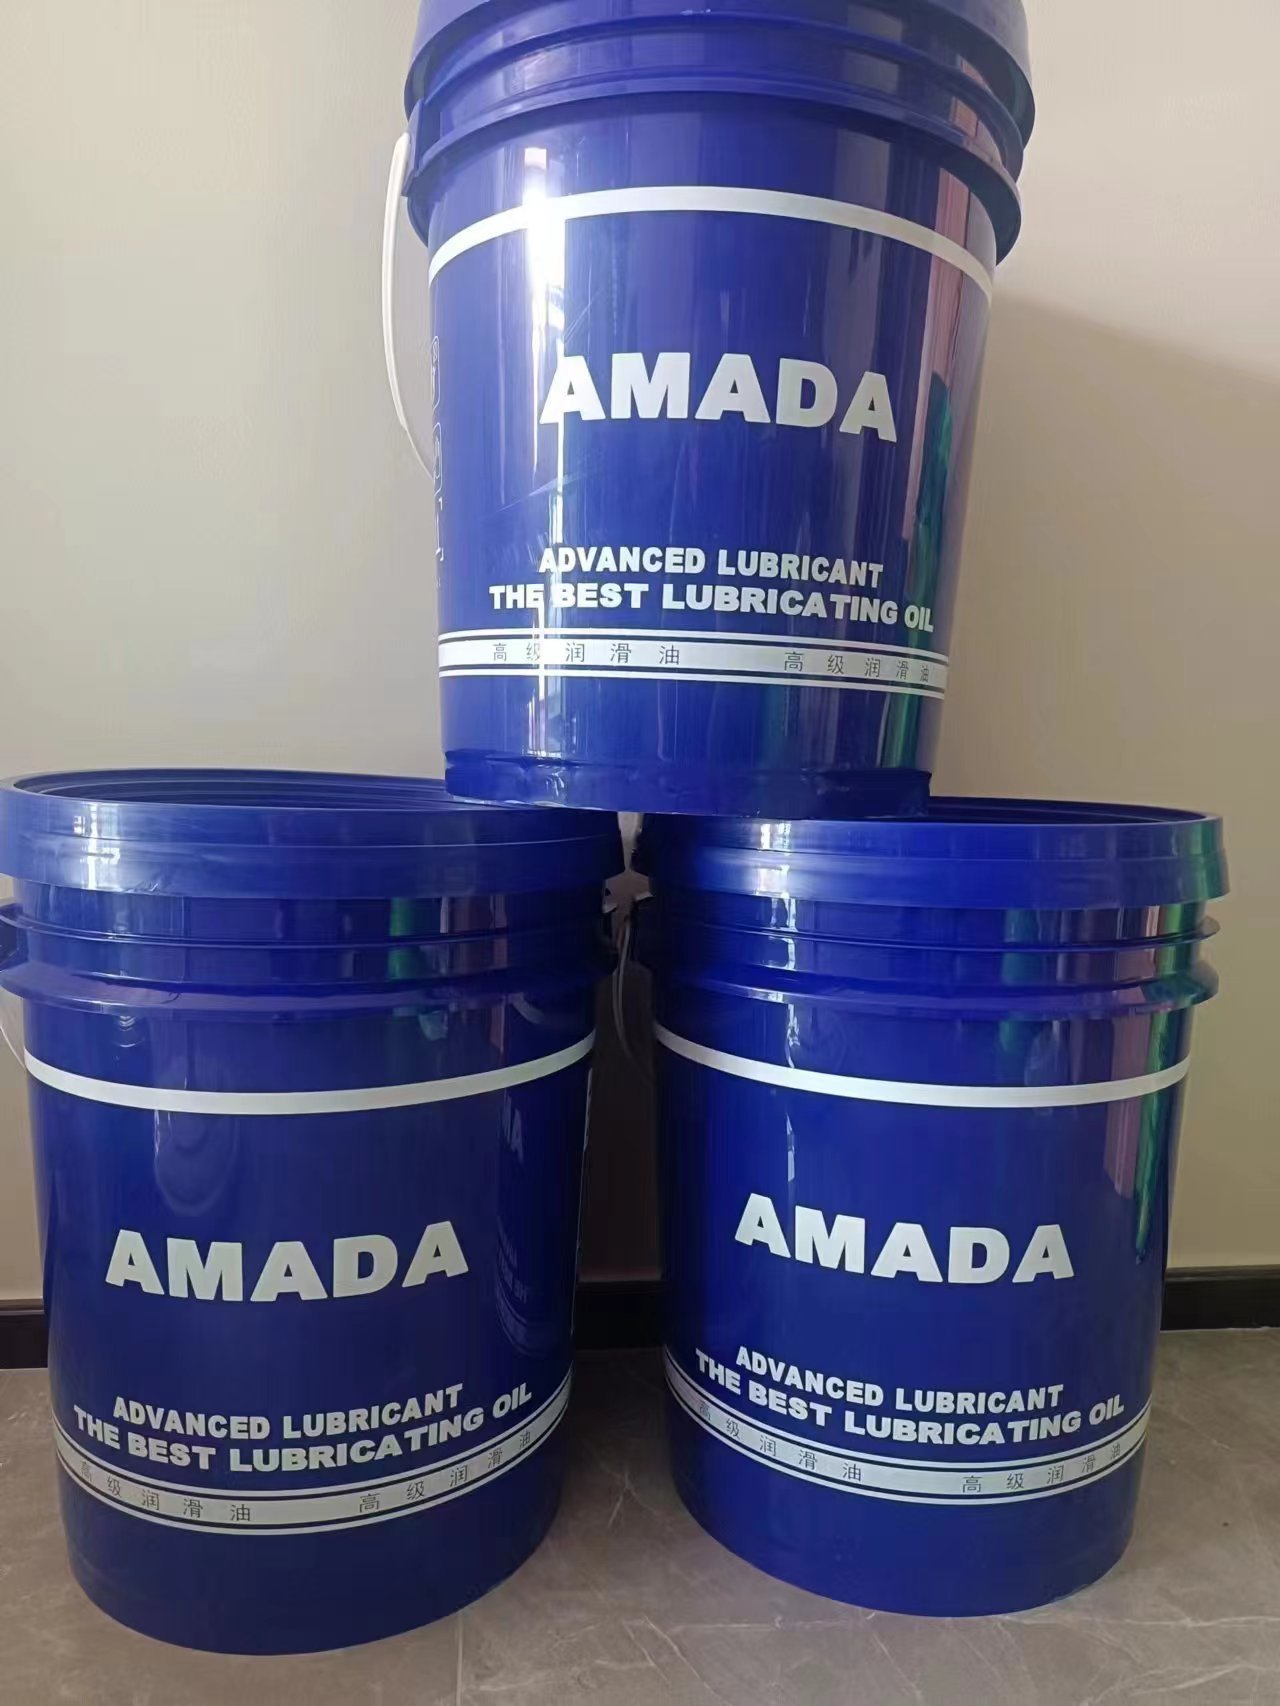 AMADA
ADVANCED LUBRICANT
THE BEST LUBRICATING OIL
高级润滑油 高级润滑油
AMADA
ADVANCED LUBRICANT
THE BEST LUBRICATING OIL
高级润滑油 高级润滑油
AMADA
ADVANCED LUBRICANT
THE BEST LUBRICATING OIL
高级润滑油 高级润滑油